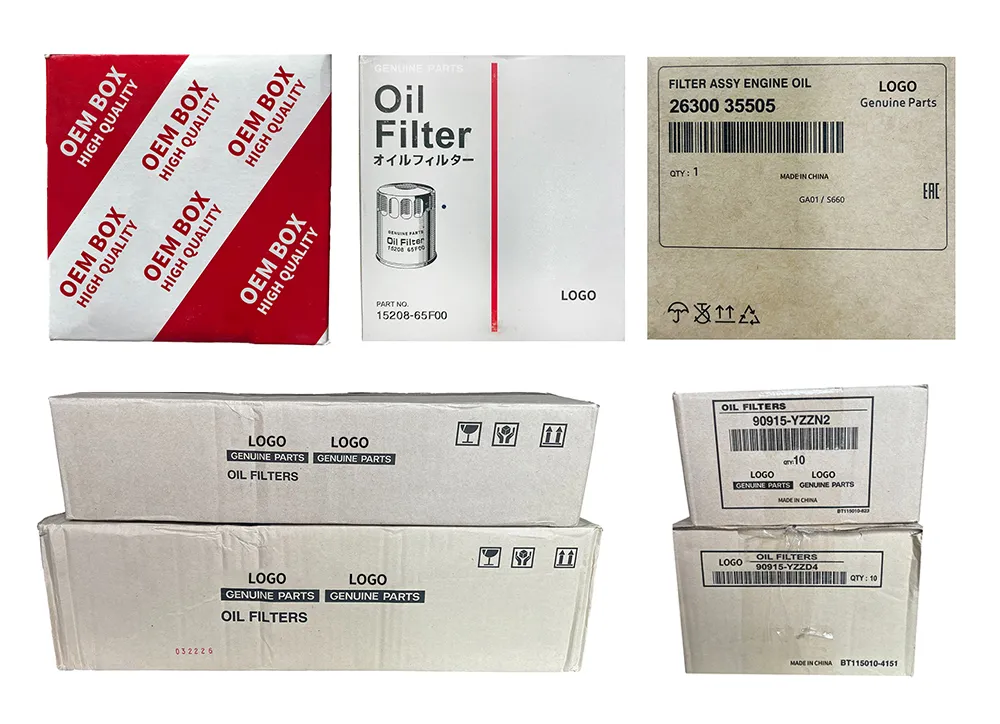 OEM BOX
HIGH QUALITY
OEM BOX
HIGH QUALITY
OEM BOX
HIGH QUALITY
OEM BOX
HIGH QUALITY
OEM BOX
HIGH QUALITY
OEM BOX
HIGH QUALITY
GENUINE PARTS
Oil
Filter
オイルフィルター
GENUINE PARTS
Oil Filter
15208 65F00
PART NO.
15208-65F00
LOGO
FILTER ASSY ENGINE OIL
26300 35505
LOGO
Genuine Parts
QTY : 1
MADE IN CHINA
GA01 / S660
EAC
LOGO LOGO
GENUINE PARTS GENUINE PARTS
OIL FILTERS
LOGO LOGO
GENUINE PARTS GENUINE PARTS
OIL FILTERS
032226
OIL FILTERS
90915-YZZN2
QTY:10
LOGO LOGO
GENUINE PARTS GENUINE PARTS
MADE IN CHINA
BT115010-823
LOGO
OIL FILTERS
90915-YZZD4
QTY : 10
MADE IN CHINA BT115010-4151